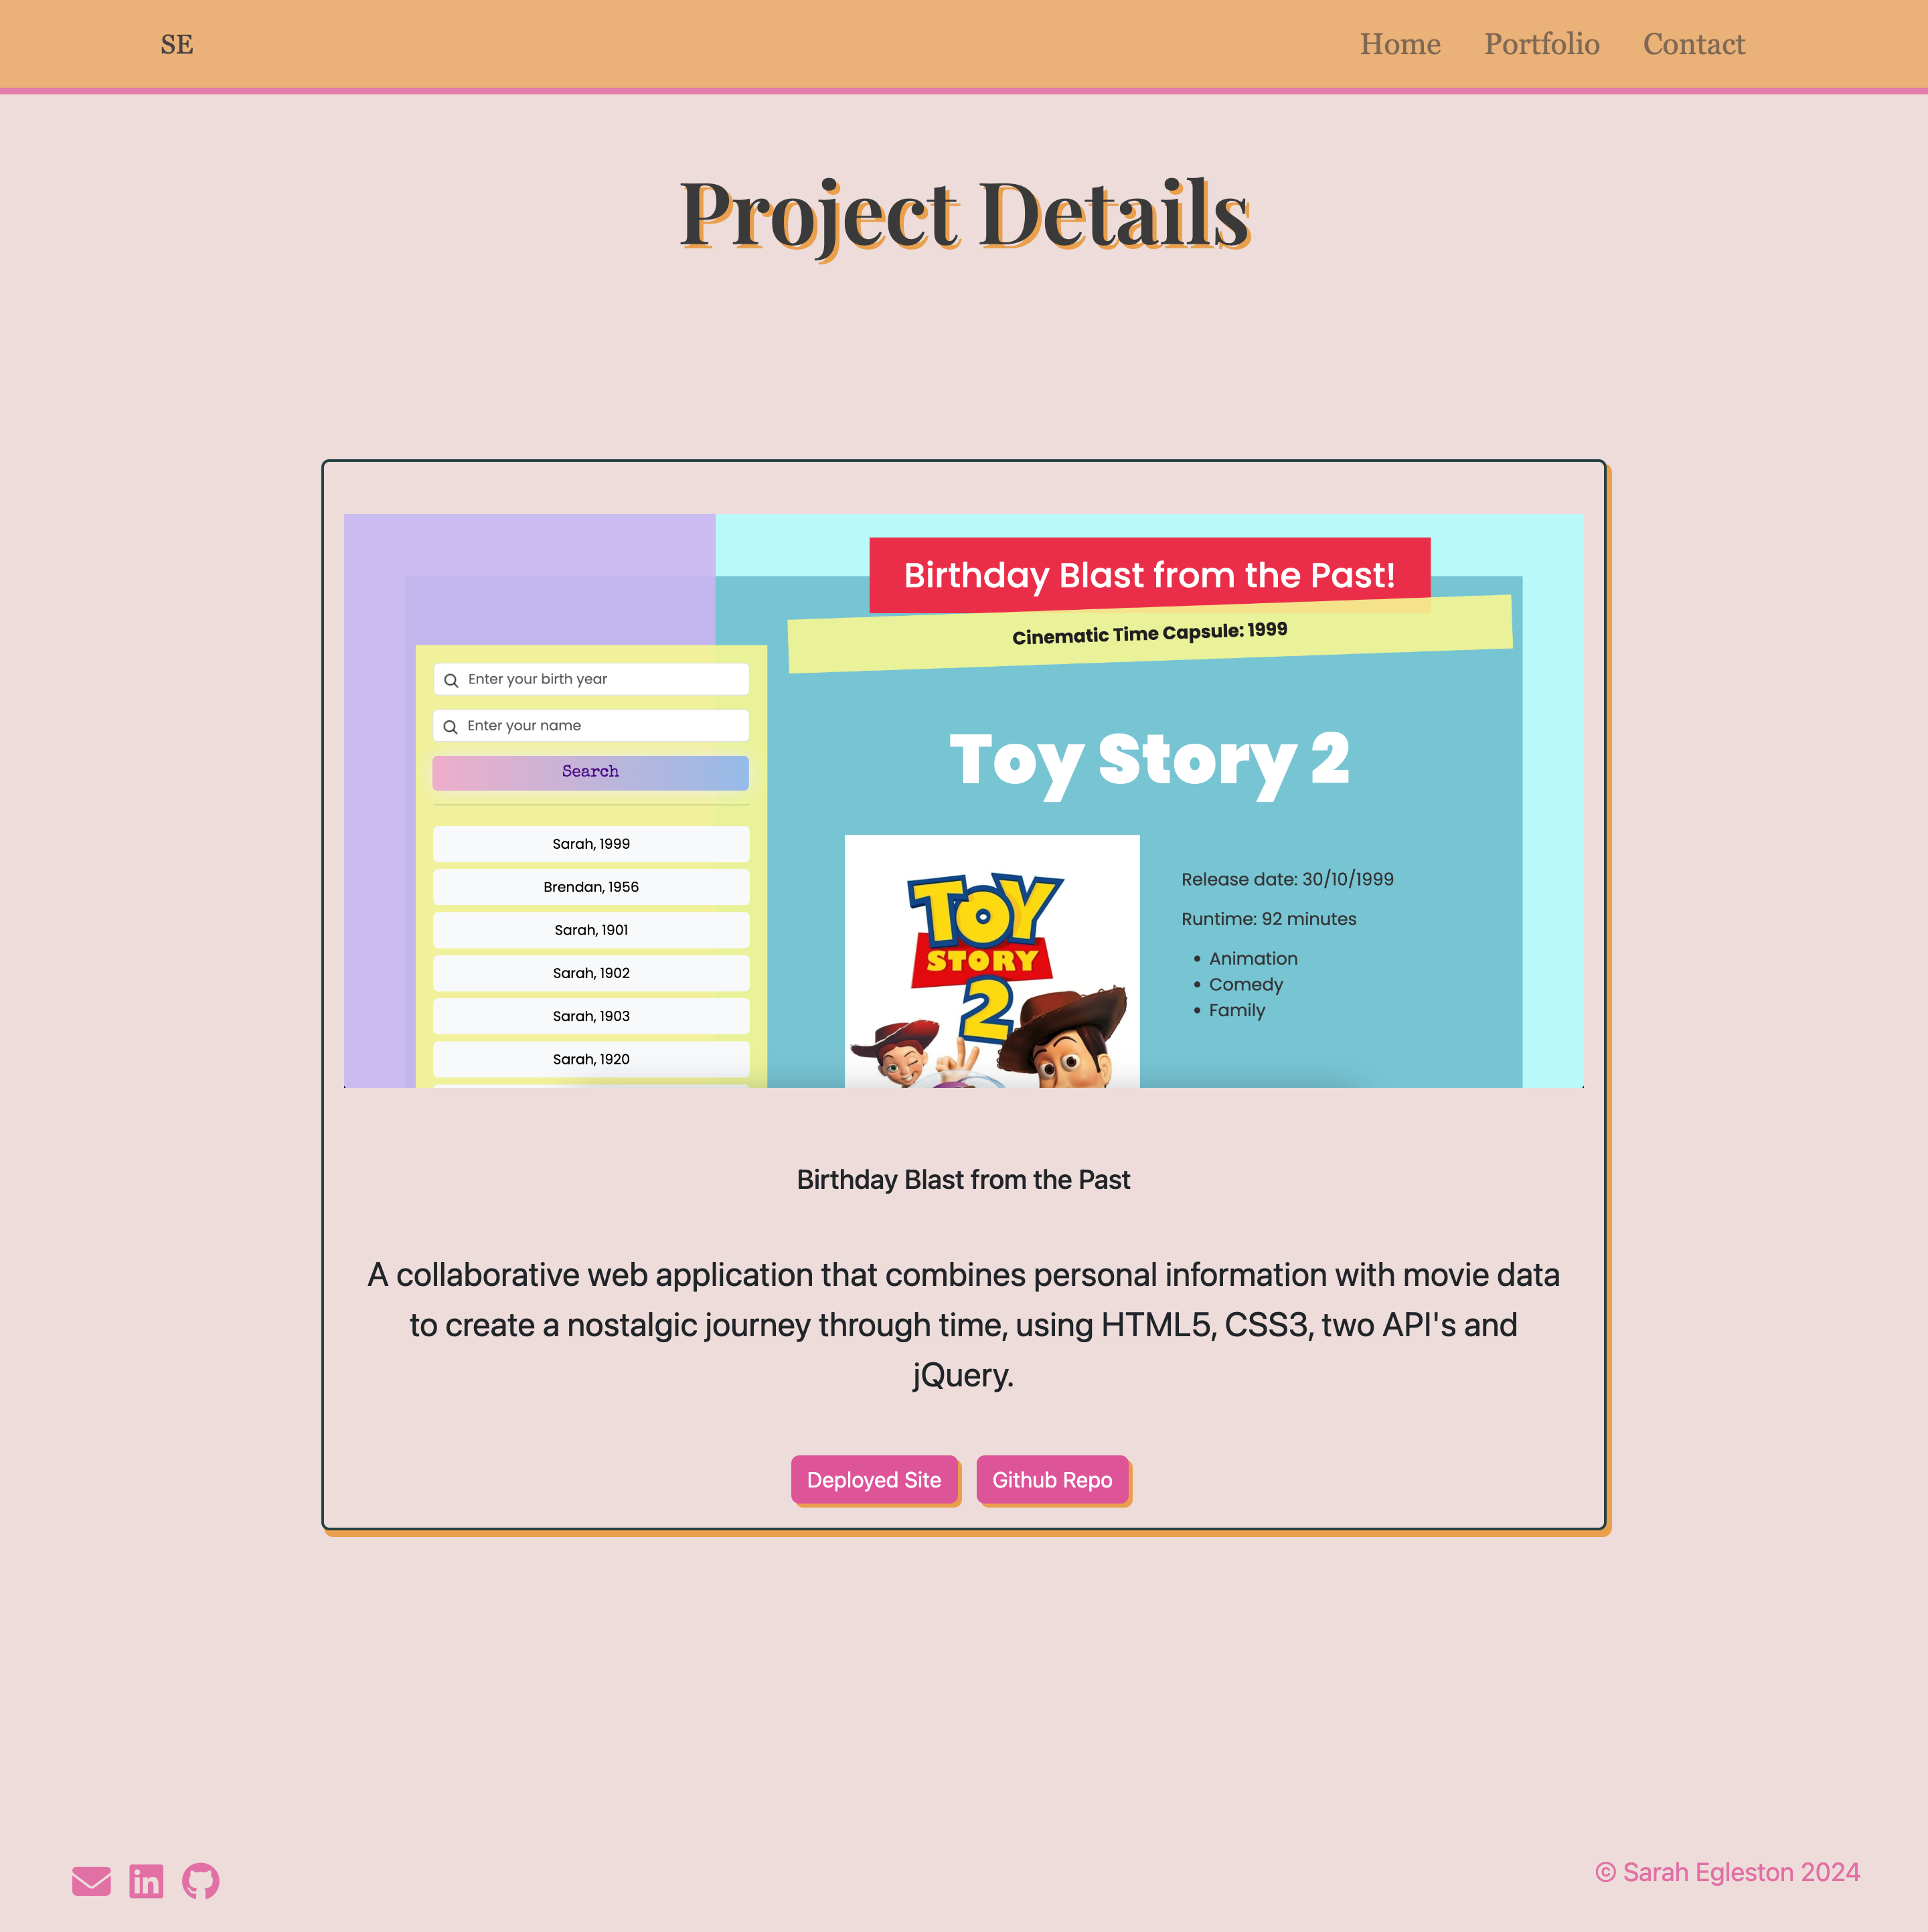 SE
Home Portfolio Contact
Project Details
Birthday Blast from the Past!
Cinematic Time Capsule: 1999
Enter your birth year
Enter your name
Search
Sarah, 1999
Brendan, 1956
Sarah, 1901
Sarah, 1902
Sarah, 1903
Sarah, 1920
Toy Story 2
TOY
STORY
2
Release date: 30/10/1999
Runtime: 92 minutes
• Animation
• Comedy
• Family
Birthday Blast from the Past
A collaborative web application that combines personal information with movie data
to create a nostalgic journey through time, using HTML5, CSS3, two API's and
jQuery.
Deployed Site Github Repo
in
© Sarah Egleston 2024